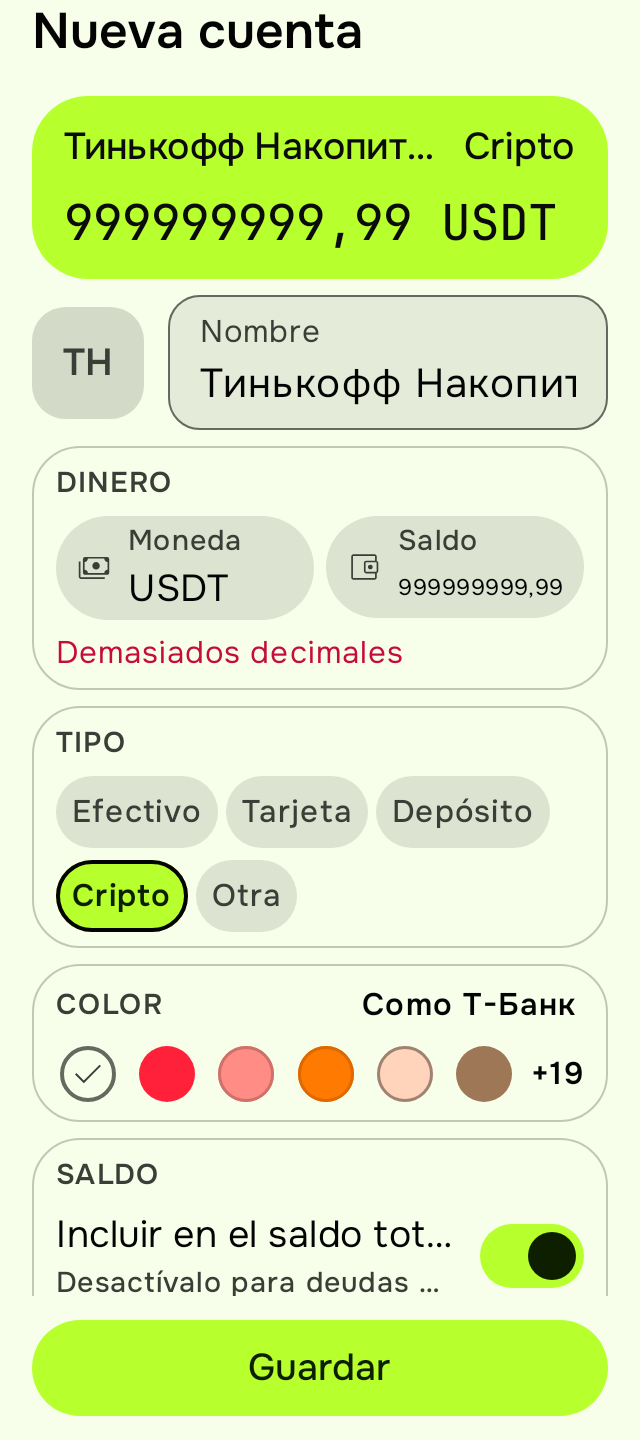 Nueva cuenta
Тинькофф Накопит... Cripto
999999999,99 USDT
ТН
Nombre
Тинькофф Накопит
DINERO
Moneda
USDT
Saldo
999999999,99
Demasiados decimales
TIPO
Efectivo
Tarjeta
Depósito
Cripto
Otra
COLOR
Como Т-Банк
+19
SALDO
Incluir en el saldo tot...
Desactívalo para deudas ...
Guardar